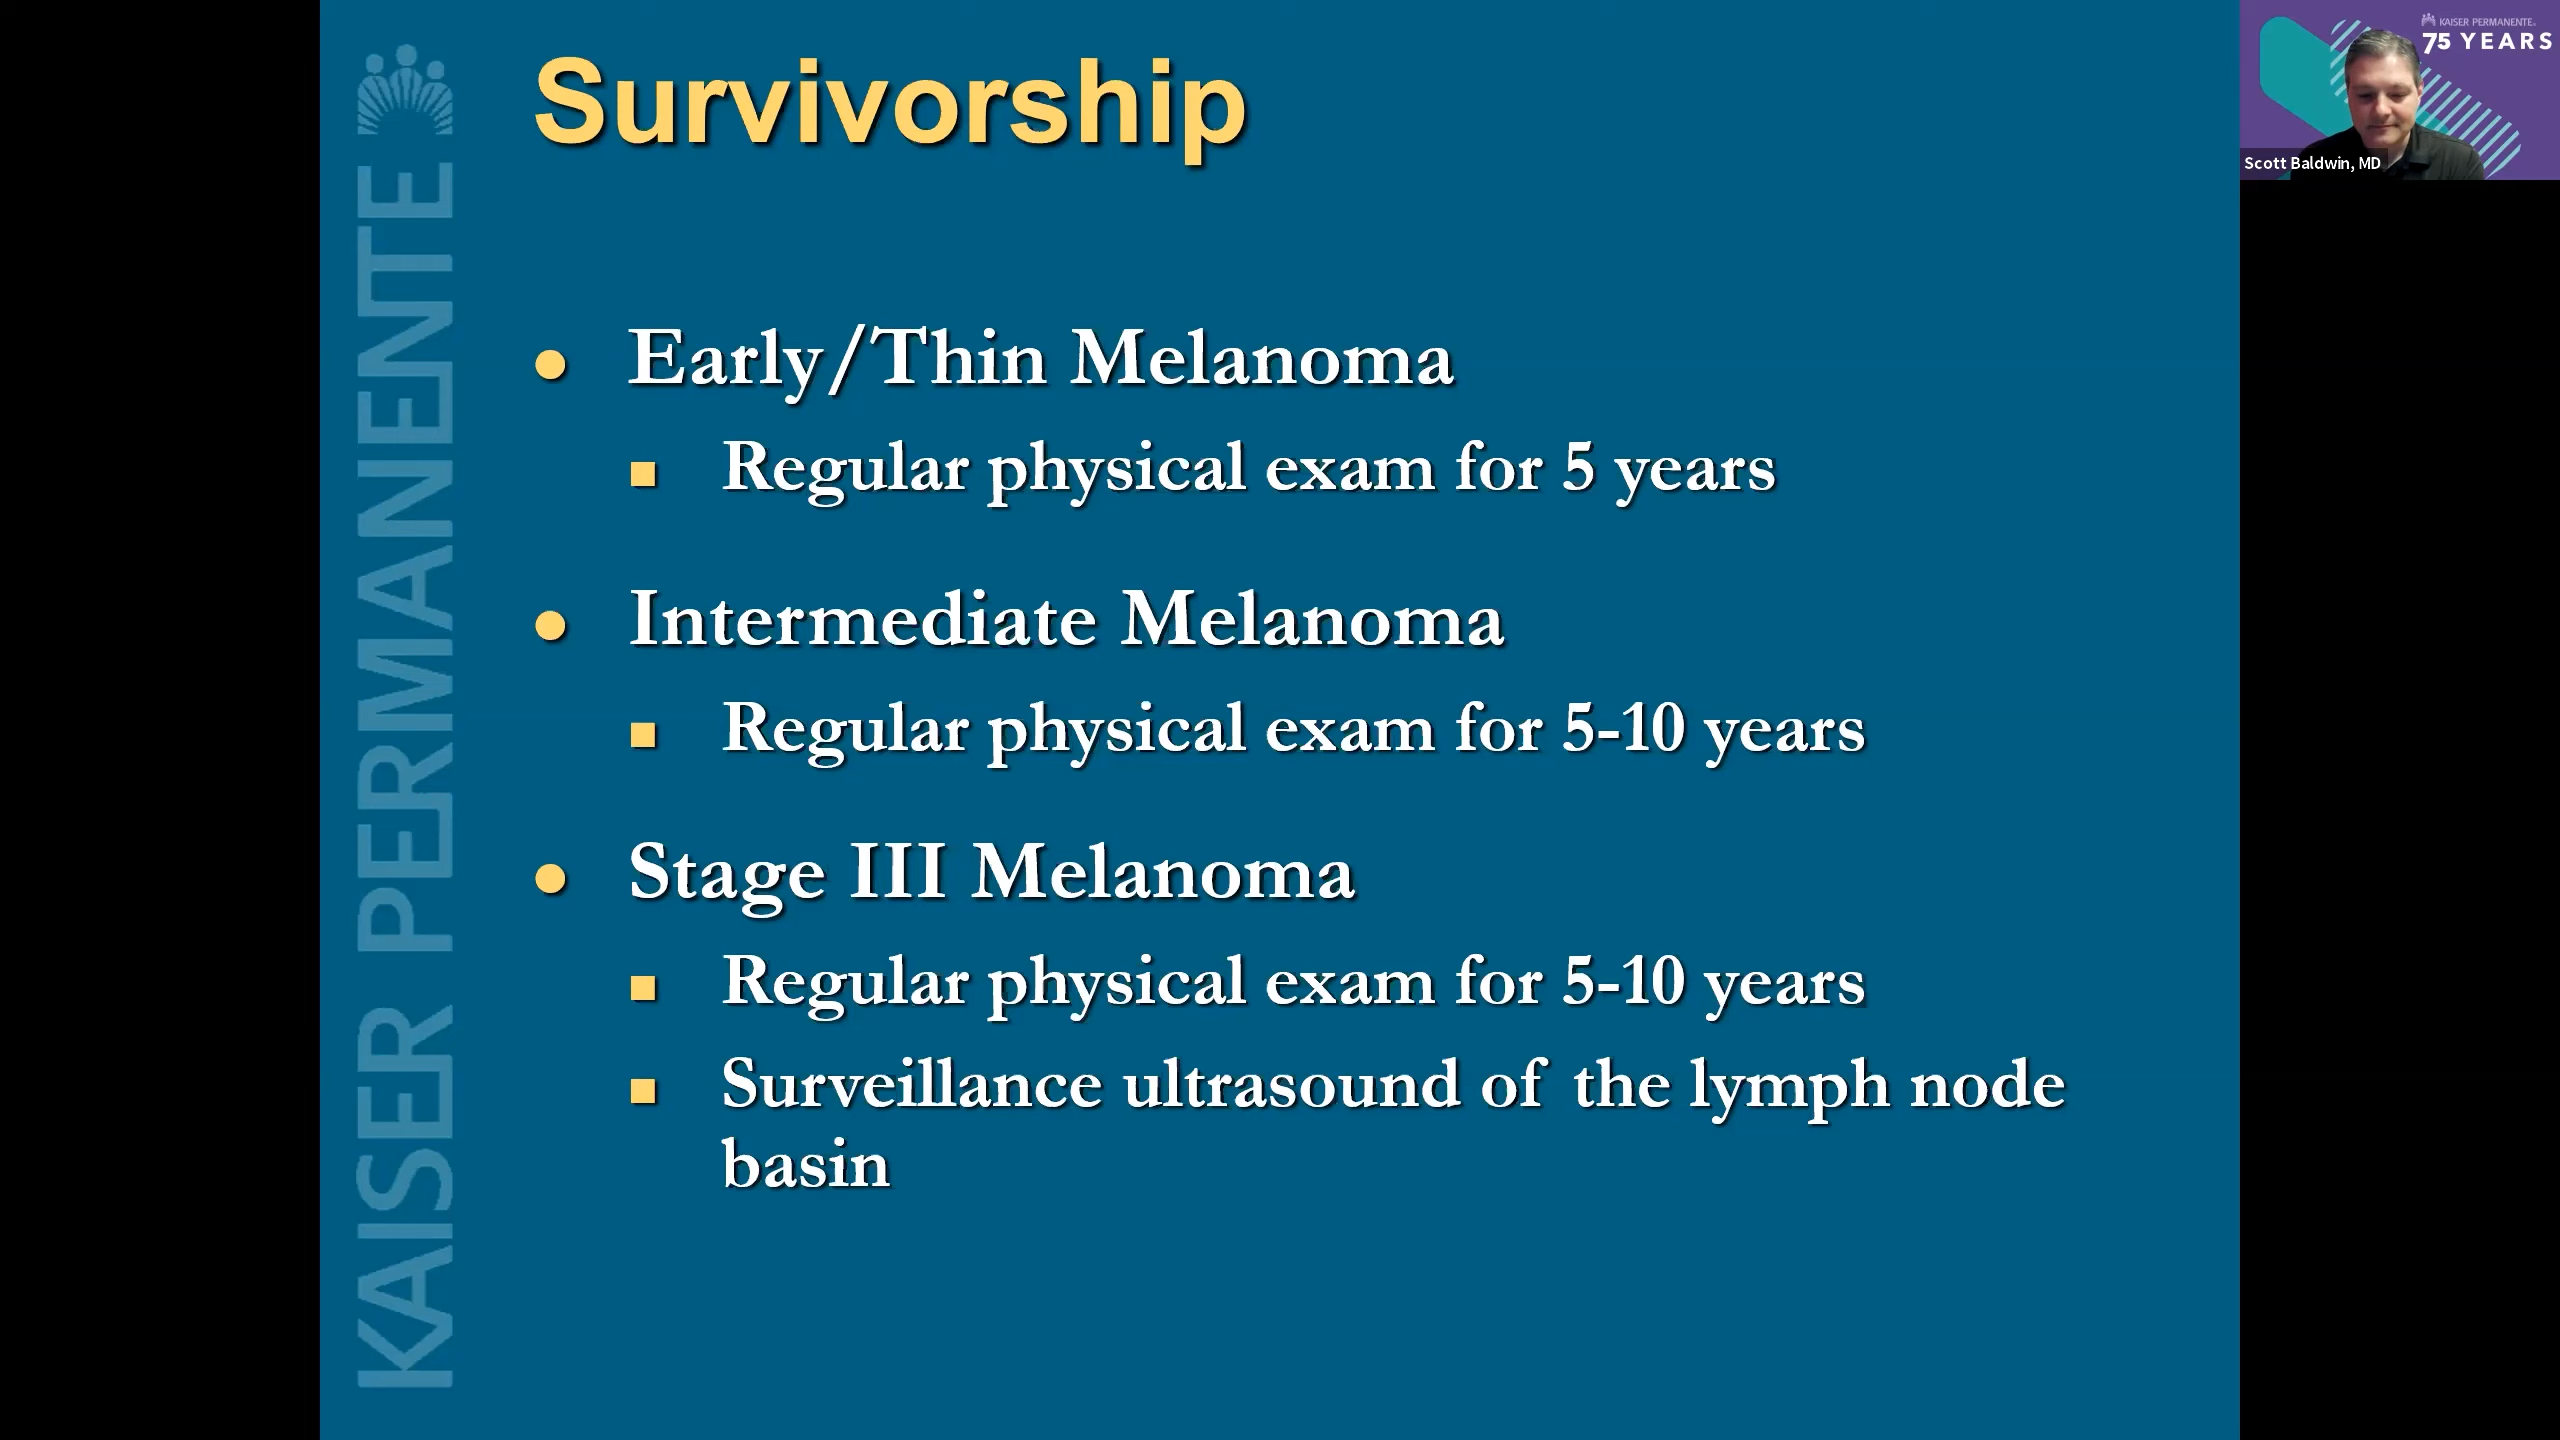 Survivorship
Early/Thin Melanoma
Regular physical exam for 5 years
Intermediate Melanoma
Regular physical exam for 5-10 years
Stage III Melanoma
Regular physical exam for 5-10 years
Surveillance ultrasound of the lymph node
basin
KAISER PERMANENTE
KAISER PERMANENTE®
75 YEARS
Scott Baldwin, MD